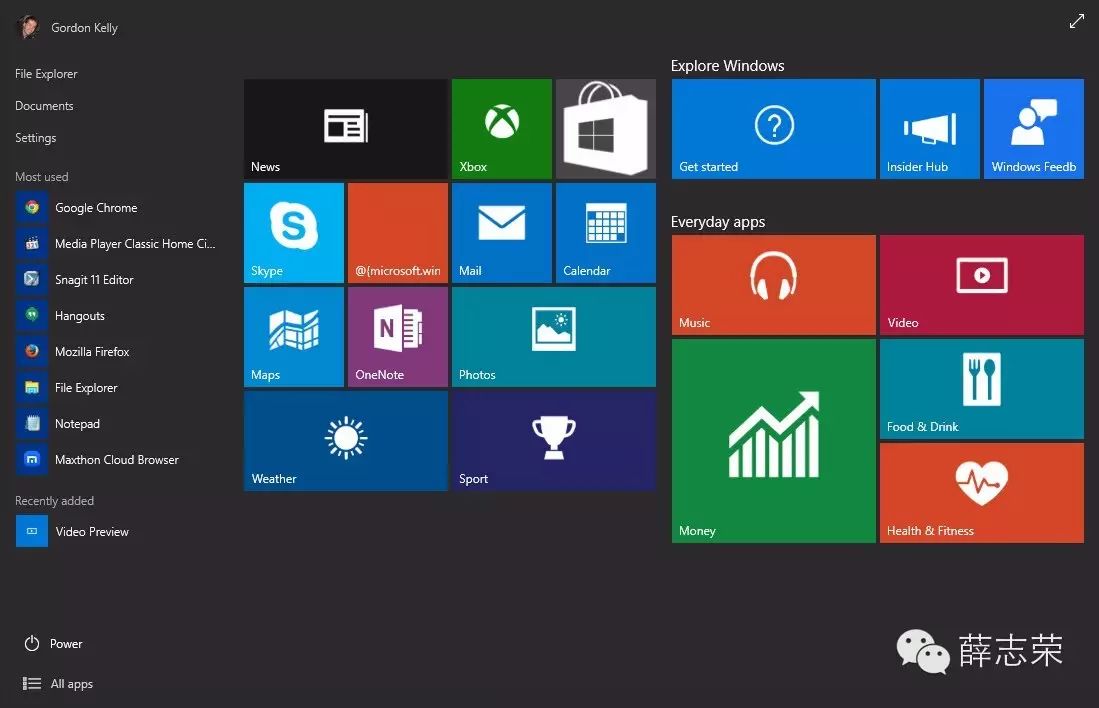 Gordon Kelly
File Explorer
Documents
Settings
Most used
Google Chrome
Media Player Classic Home Ci...
Snagit 11 Editor
Hangouts
Mozilla Firefox
File Explorer
Notepad
Maxthon Cloud Browser
Recently added
Video Preview
Power
All apps
News
Xbox
Skype
@{microsoft.win
Mail
Calendar
Maps
N
OneNote
Photos
Weather
Sport
Explore Windows
Get started
Insider Hub
Windows Feedb
Everyday apps
Music
Video
Money
Food & Drink
Health & Fitness
薛志荣